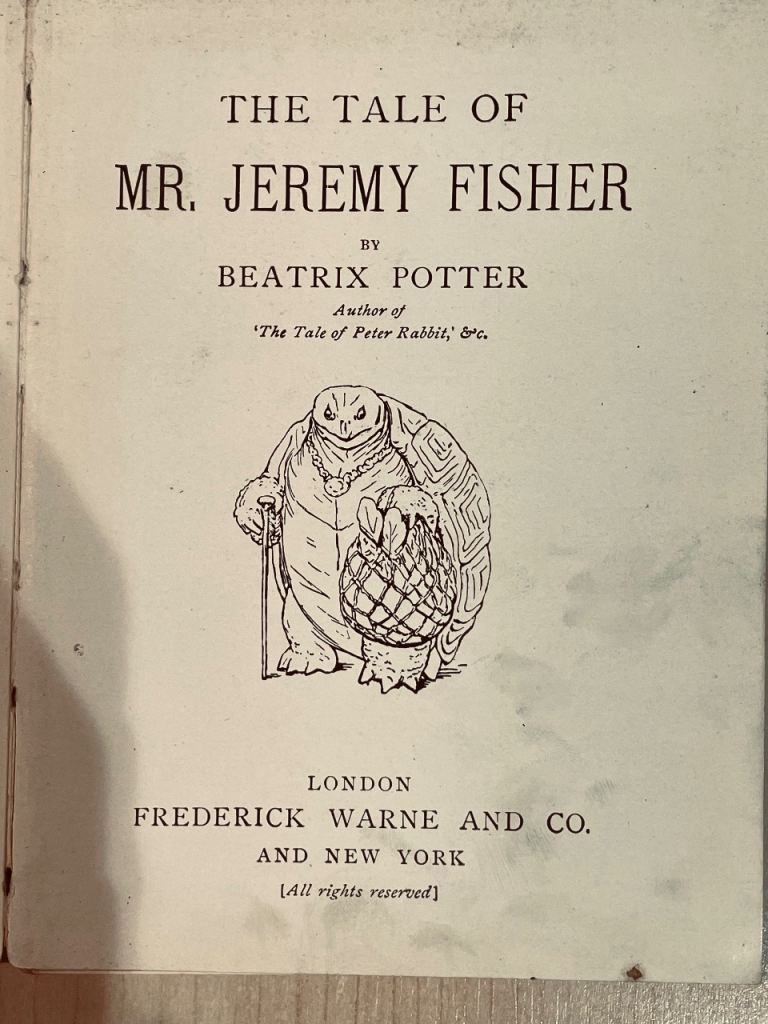 THE TALE OF
MR. JEREMY FISHER
BY
BEATRIX POTTER
Author of
'The Tale of Peter Rabbit,' &c.
LONDON
FREDERICK WARNE AND CO.
AND NEW YORK
[All rights reserved]